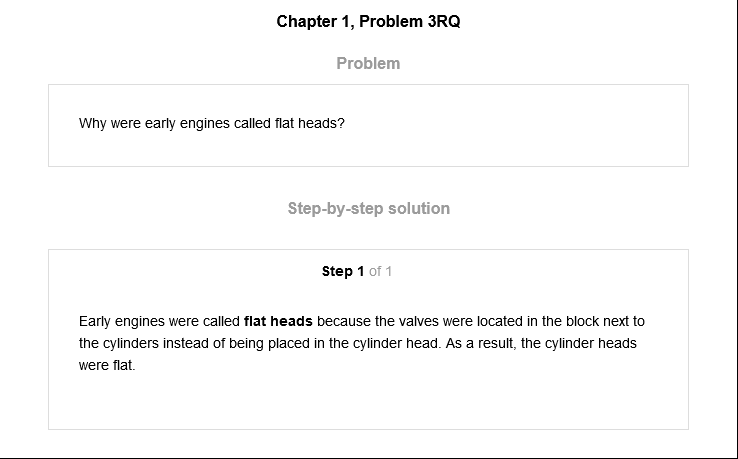 Chapter 1, Problem 3RQ
Problem
Why were early engines called flat heads?
Step-by-step solution
Step 1 of 1
Early engines were called flat heads because the valves were located in the block next to
the cylinders instead of being placed in the cylinder head. As a result, the cylinder heads
were flat.